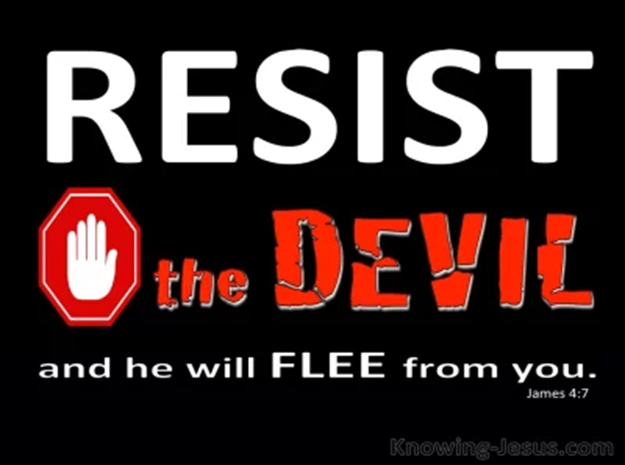 RESIST
the DEVIL
and he will FLEE from you.
James 4:7
Knowing-Jesus.com